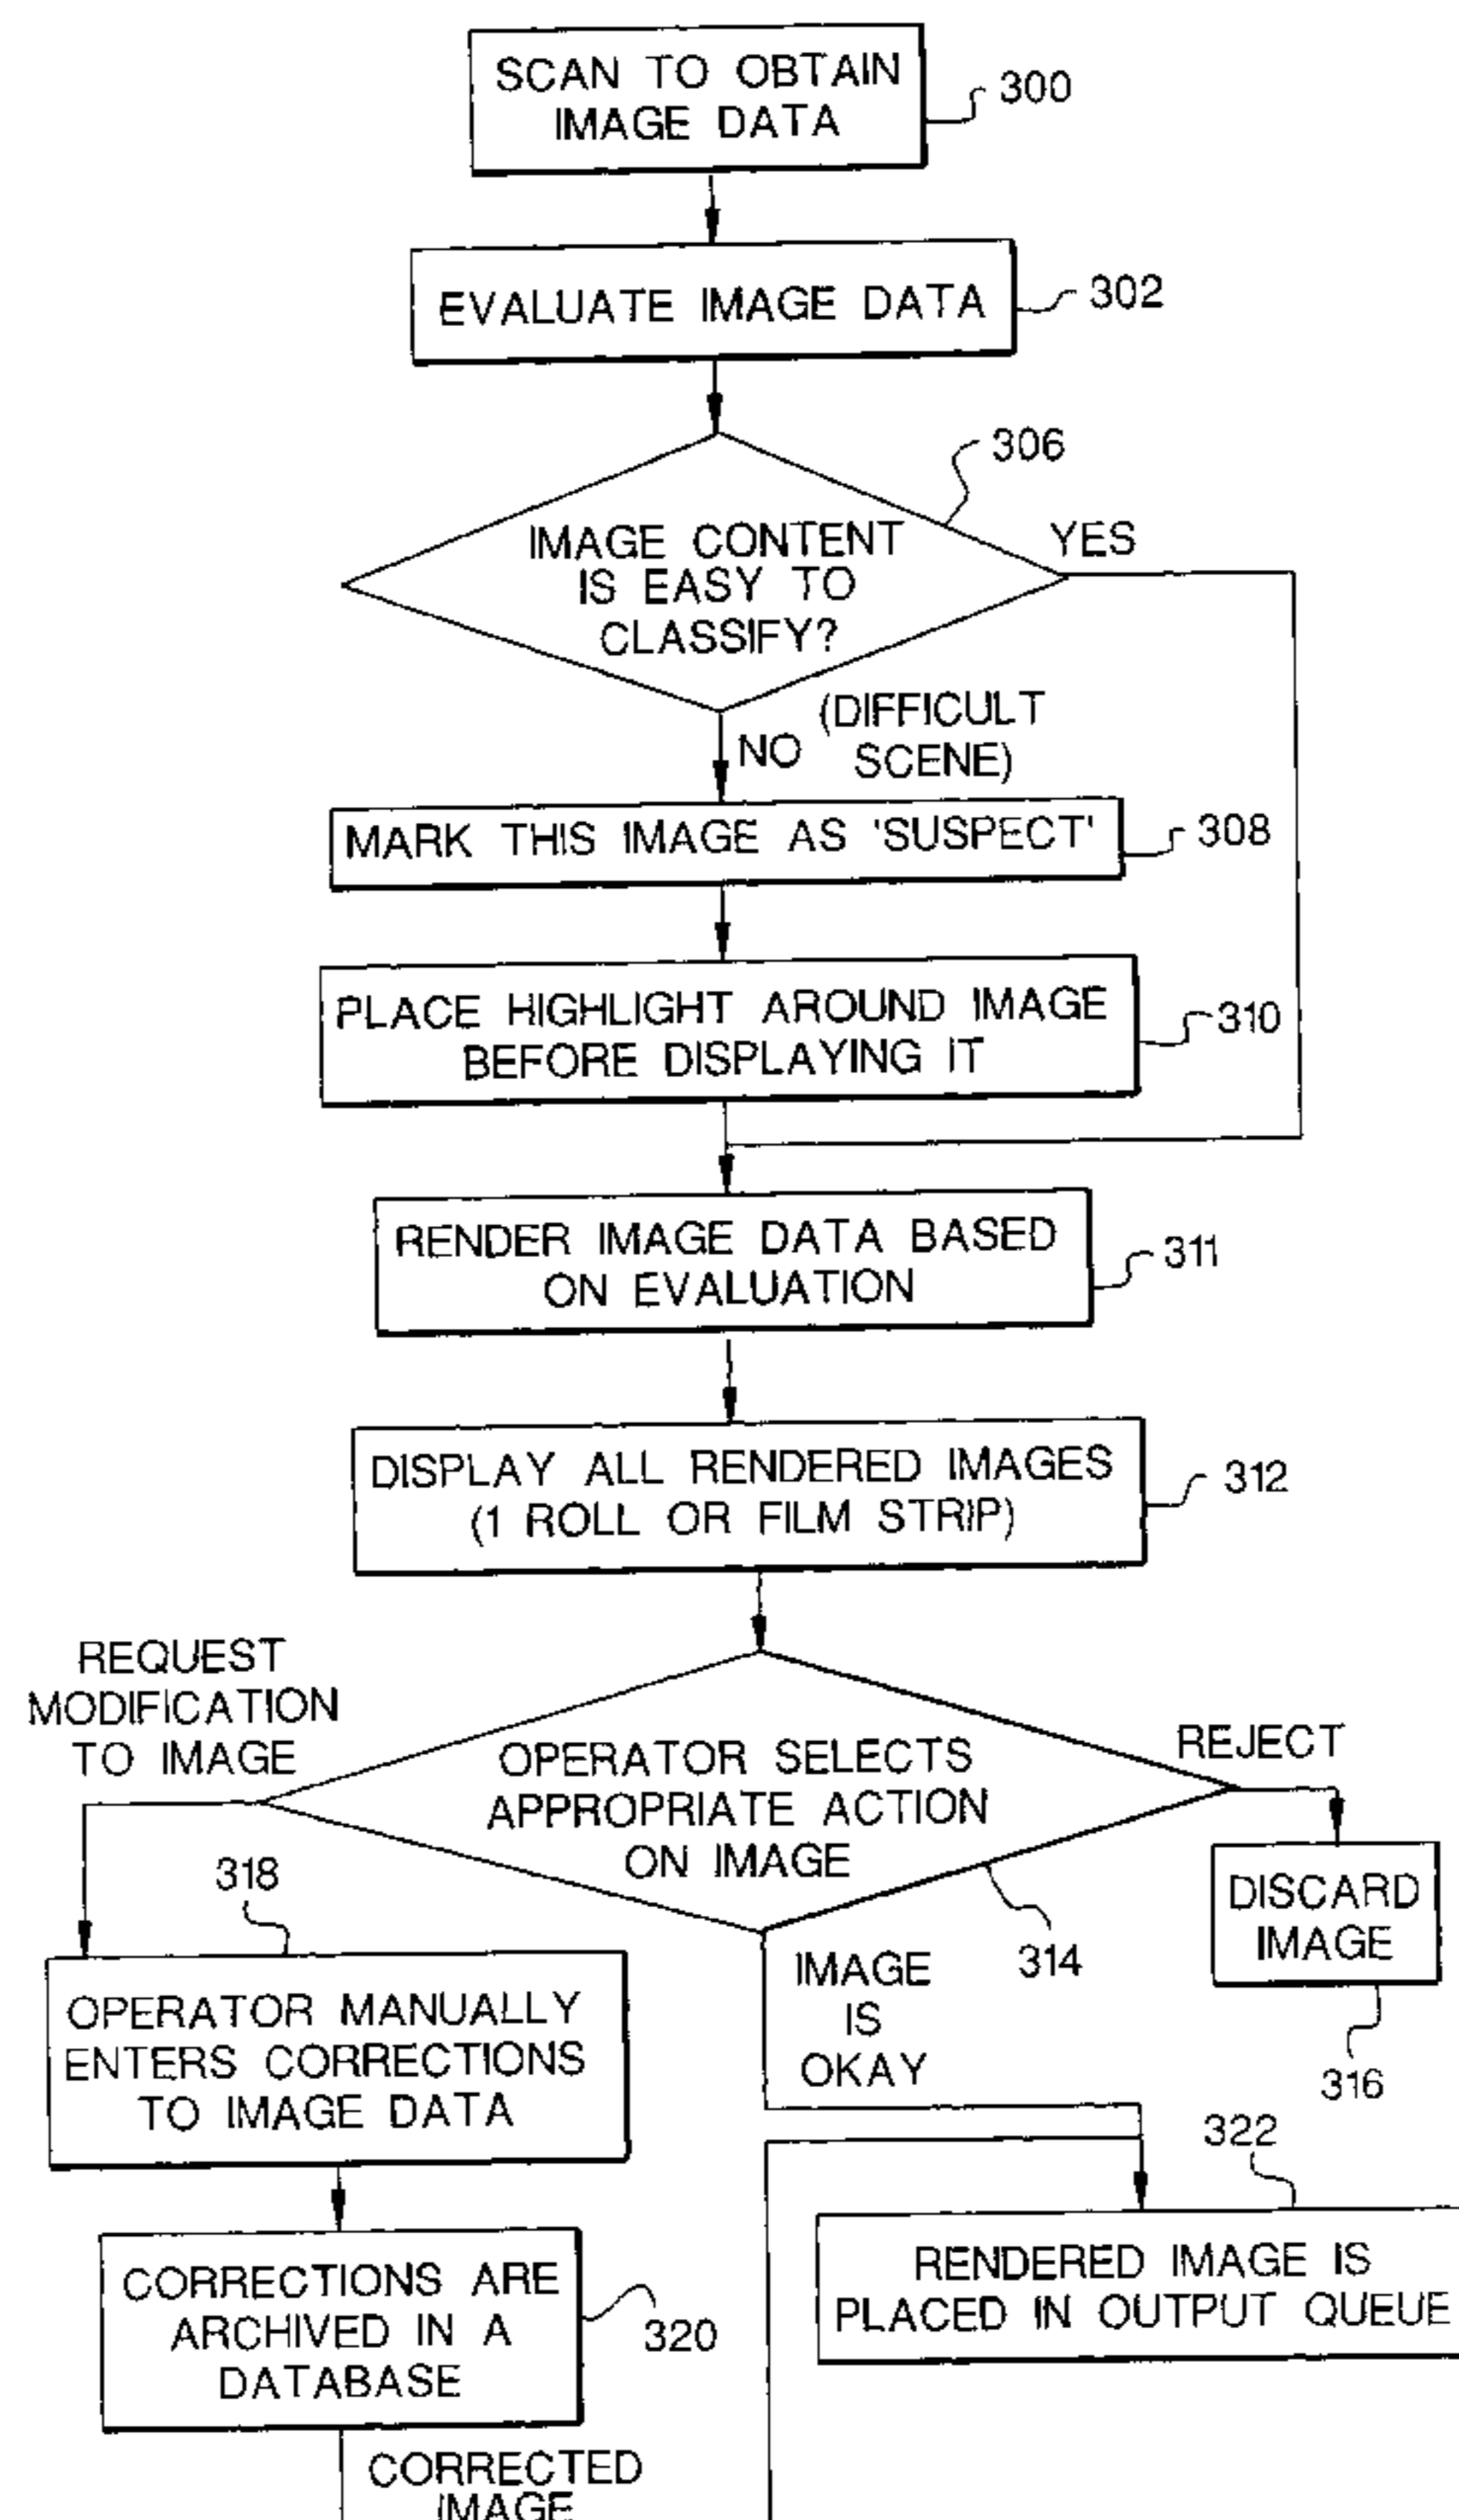 SCAN TO OBTAIN
IMAGE DATA
300
EVALUATE IMAGE DATA
302
306
IMAGE CONTENT
IS EASY TO
CLASSIFY?
YES
NO
(DIFFICULT
SCENE)
MARK THIS IMAGE AS 'SUSPECT'
308
PLACE HIGHLIGHT AROUND IMAGE
BEFORE DISPLAYING IT
310
RENDER IMAGE DATA BASED
ON EVALUATION
311
DISPLAY ALL RENDERED IMAGES
(1 ROLL OR FILM STRIP)
312
REQUEST
MODIFICATION
TO IMAGE
OPERATOR SELECTS
APPROPRIATE ACTION
ON IMAGE
REJECT
314
DISCARD
IMAGE
316
318
OPERATOR MANUALLY
ENTERS CORRECTIONS
TO IMAGE DATA
IMAGE
IS
OKAY
322
RENDERED IMAGE IS
PLACED IN OUTPUT QUEUE
CORRECTIONS ARE
ARCHIVED IN A
DATABASE
320
CORRECTED
IMAGE